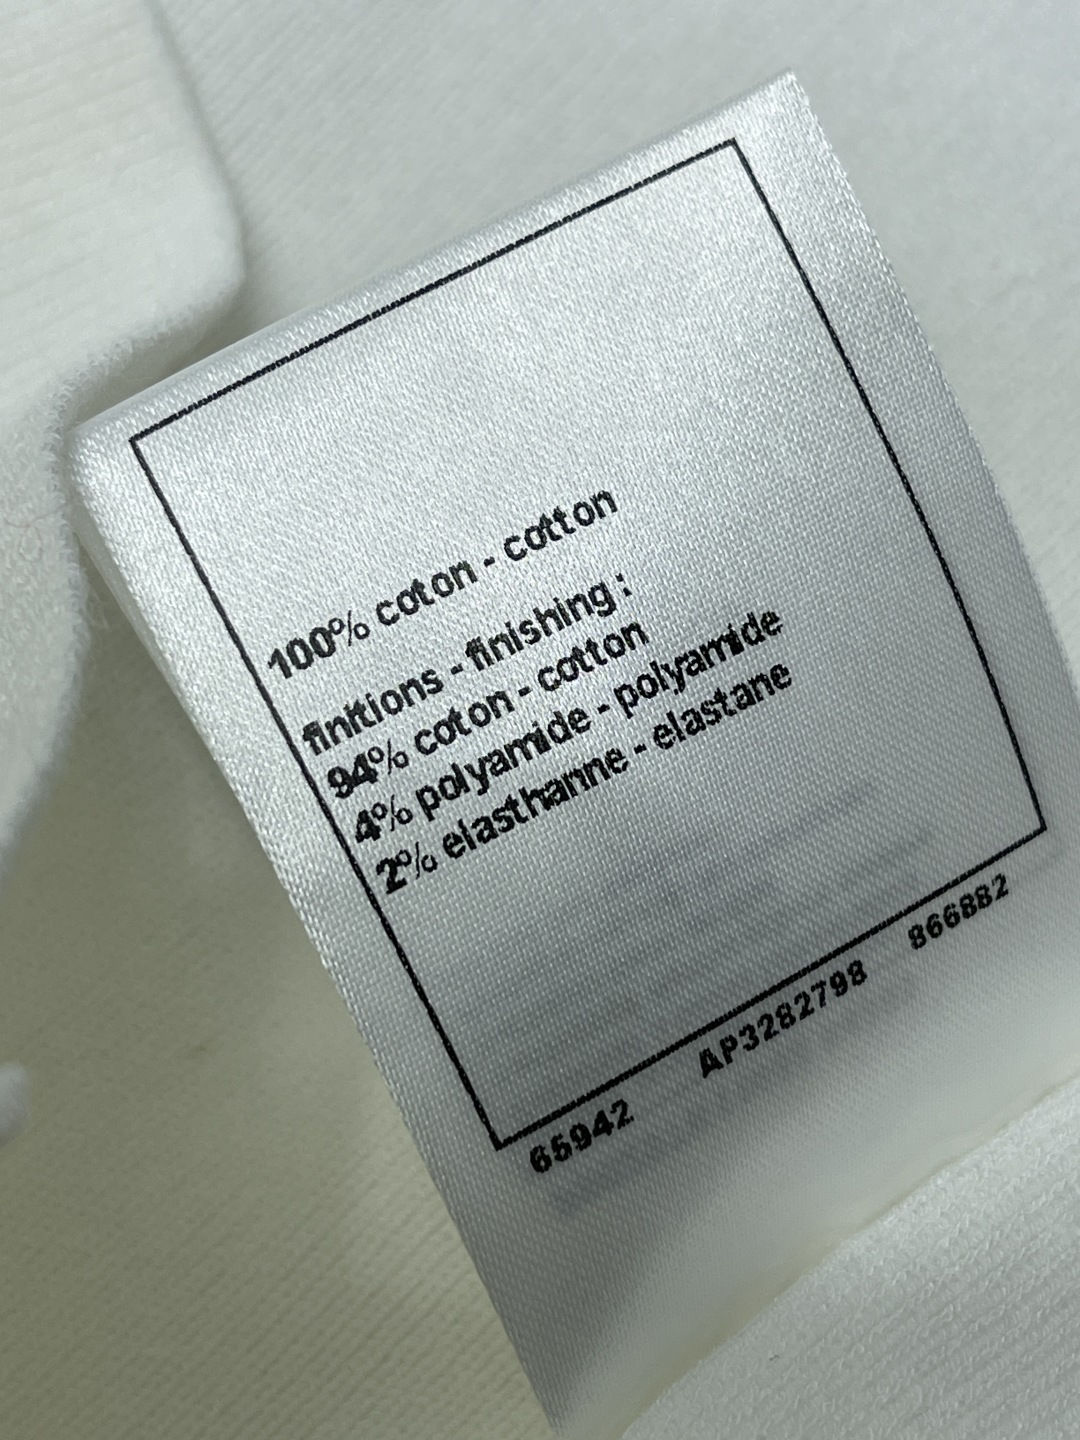 100% coton - cotton
finitions - finishing :
94% coton - cotton
4% polyamide - polyamide
2% elasthanne - elastane
65942 AP3282798 866882